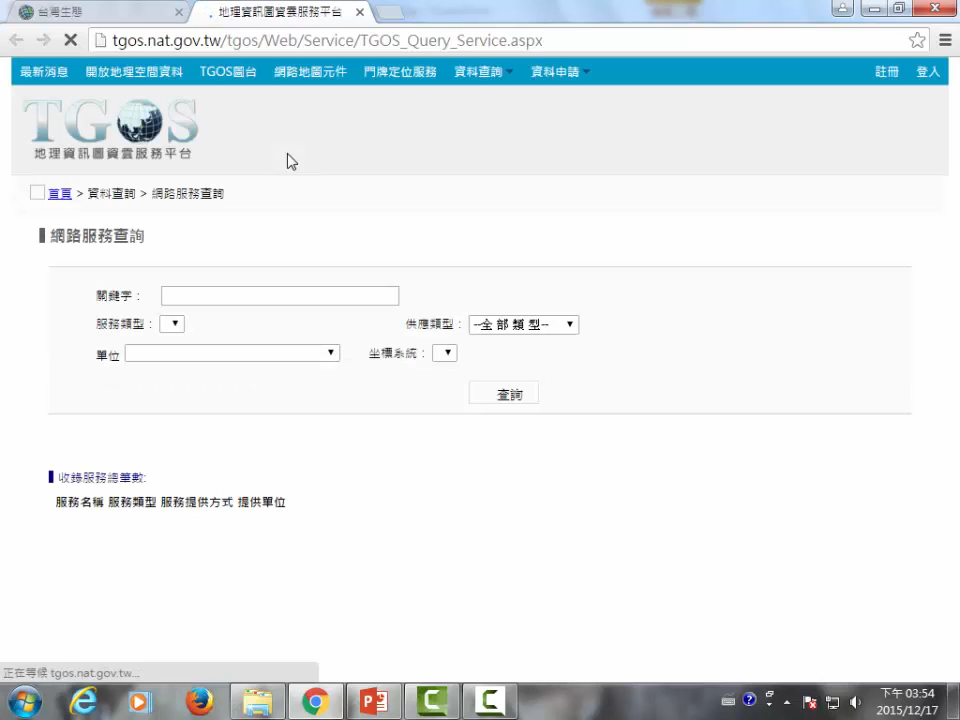 台灣生態
地理資訊圖資雲服務平台
tgos.nat.gov.tw/tgos/Web/Service/TGOS_Query_Service.aspx
最新消息 開放地理空間資料 TGOS圖台 網路地圖元件 門牌定位服務 資料查詢 資料申請 註冊 登入
TGOS
地理資訊圖資雲服務平台
首頁 > 資料查詢 > 網路服務查詢
網路服務查詢
關鍵字：
服務類型： 供應類型： --全部類型--
單位 坐標系統：
查詢
收錄服務總筆數:
服務名稱 服務類型 服務提供方式 提供單位
正在等候 tgos.nat.gov.tw...
下午 03:54
2015/12/17